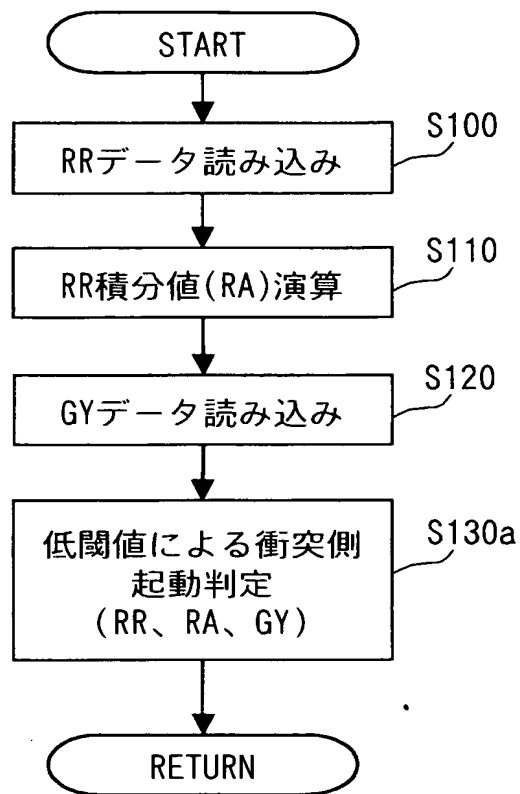 START
RRデータ読み込み
S100
RR積分値(RA)演算
S110
GYデータ読み込み
S120
低閾値による衝突側
起動判定
(RR、RA、GY)
S130a
RETURN